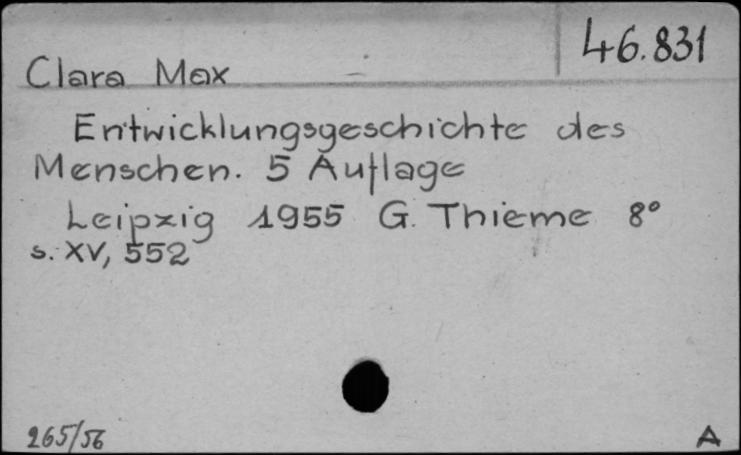 46.831
Clara Max
Entwicklungsgeschichte des
Menschen. 5 Auflage
Leipzig 1955 G. Thieme 8°
s. XV, 552
265/56
A